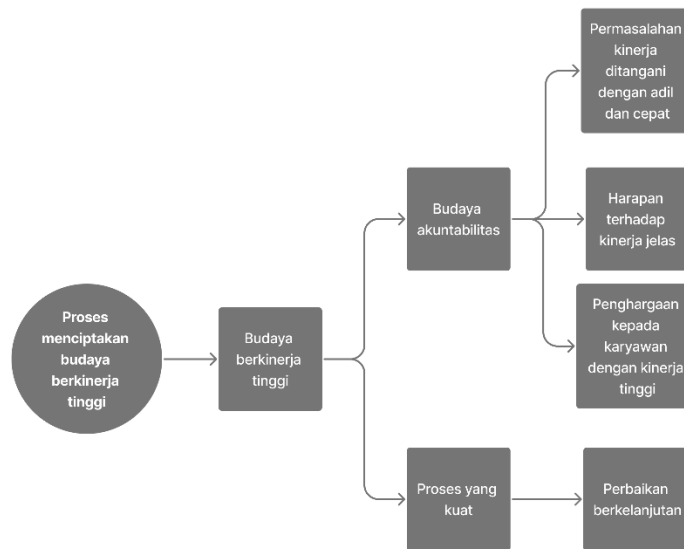 Proses
menciptakan
budaya
berkinerja
tinggi
Budaya
berkinerja
tinggi
Budaya
akuntabilitas
Permasalahan
kinerja
ditangani
dengan adil
dan cepat
Harapan
terhadap
kinerja jelas
Penghargaan
kepada
karyawan
dengan kinerja
tinggi
Proses yang
kuat
Perbaikan
berkelanjutan